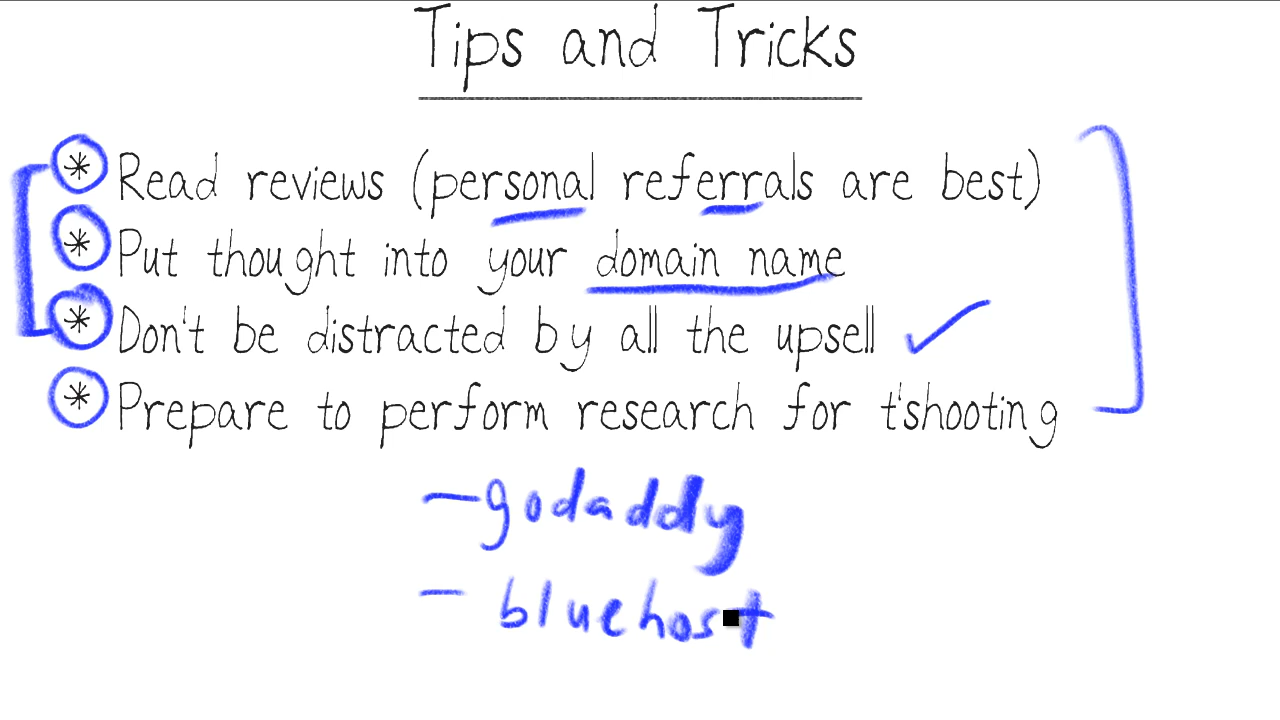 Tips and Tricks
* Read reviews (personal referrals are best)
* Put thought into your domain name
* Don't be distracted by all the upsell
* Prepare to perform research for t'shooting
- godaddy
- bluehost